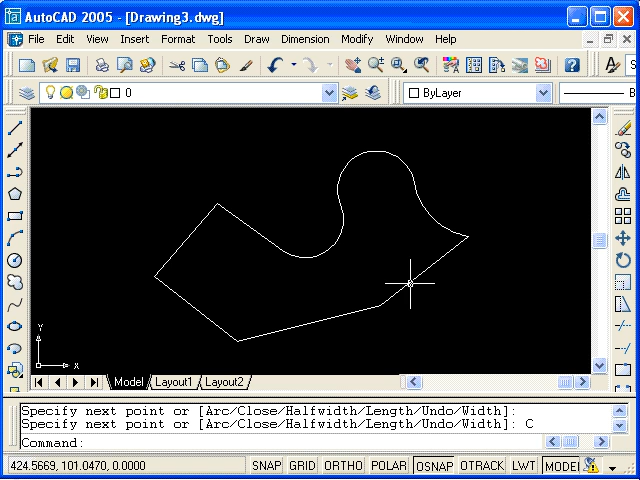 AutoCAD 2005 - [Drawing3.dwg]
File Edit View Insert Format Tools Draw Dimension Modify Window Help
0 ByLayer
Y
X
Model Layout1 Layout2
Specify next point or [Arc/Close/Halfwidth/Length/Undo/Width]:
Specify next point or [Arc/Close/Halfwidth/Length/Undo/Width]: C
Command:
424.5669, 101.0470, 0.0000 SNAP GRID ORTHO POLAR OSNAP OTRACK LWT MODEL